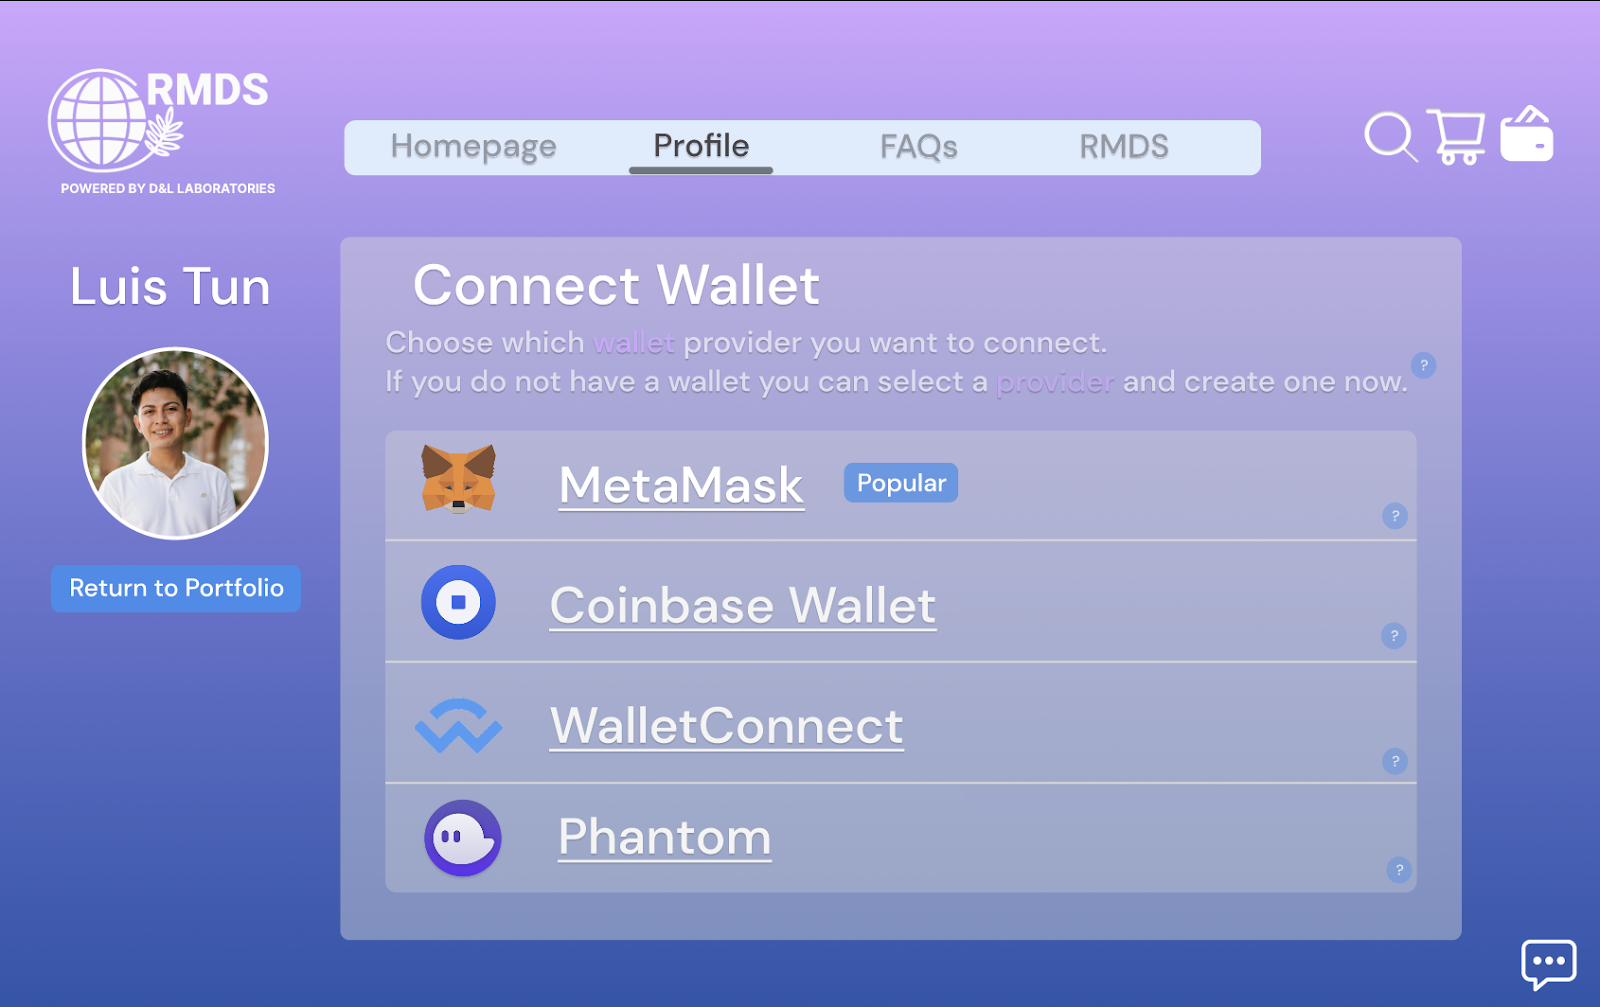 RMDS
POWERED BY D&L LABORATORIES
Homepage
Profile
FAQs
RMDS
Luis Tun
Return to Portfolio
Connect Wallet
Choose which wallet provider you want to connect.
If you do not have a wallet you can select a provider and create one now.
?
MetaMask
Popular
?
Coinbase Wallet
?
WalletConnect
?
Phantom
?